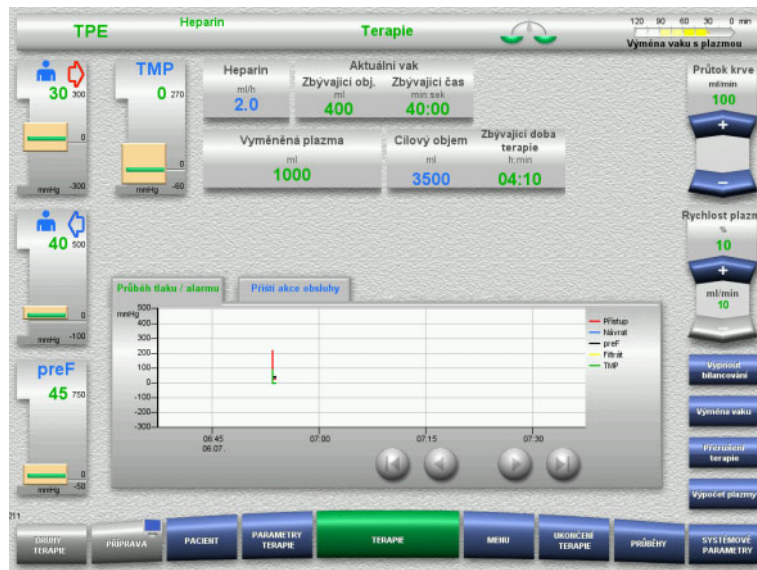 TPE
Heparin
Terapie
120 90 60 30 0 min
Výměna vaku s plazmou
30 300
0
mmHg -300
TMP
0 270
0
mmHg -60
Heparin
ml/h
2.0
Aktuální vak
Zbývající obj. Zbývající čas
ml min:sek
400 40:00
Vyměněná plazma
ml
1000
Cílový objem
ml
3500
Zbývající doba
terapie
h:min
04:10
Průtok krve
ml/min
100
+
−
40 500
0
mmHg -100
Rychlost plazm
%
10
+
ml/min
10
−
Průběh tlaku / alarmu
Příští akce obsluhy
mmHg
500
400
300
200
100
0
-100
-200
-300
06:45 07:00 07:15 07:30
06.07.
Přístup
Návrat
preF
Filtrát
TMP
preF
45 750
0
mmHg -50
Vypnout
bilancování
Výměna vaku
Přerušení
terapie
Výpočet plazmy
211
DRUHY
TERAPIE
PŘÍPRAVA
PACIENT
PARAMETRY
TERAPIE
TERAPIE
MENU
UKONČENÍ
TERAPIE
PRŮBĚHY
SYSTÉMOVÉ
PARAMETRY